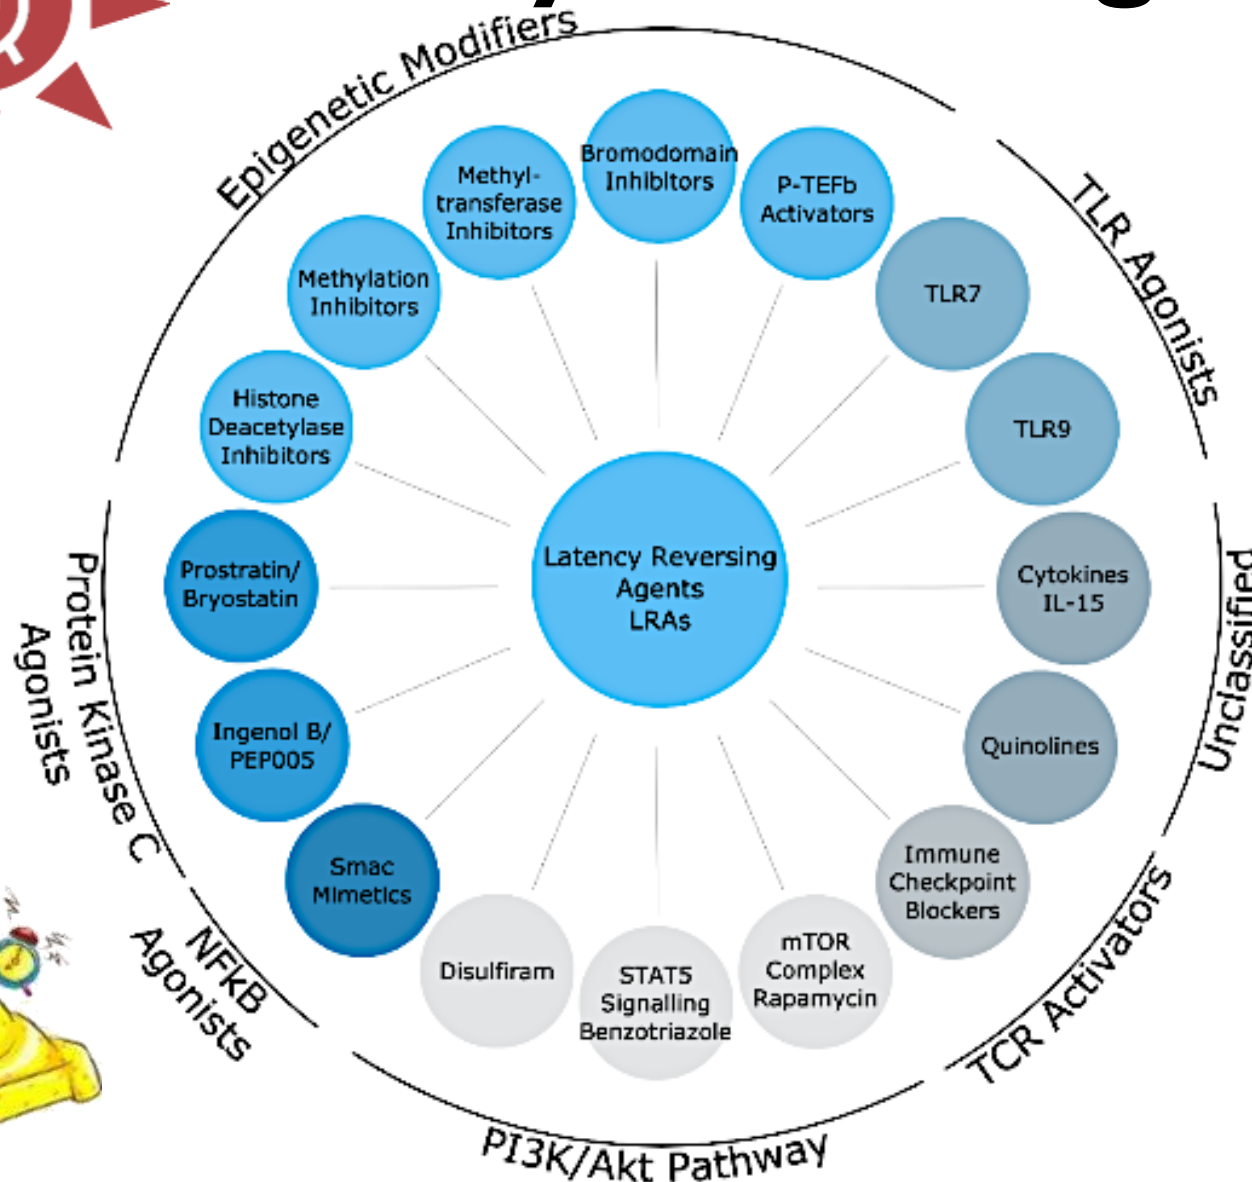 Epigenetic Modifiers
TLR Agonists
Unclassified
TCR Activators
PI3K/Akt Pathway
NFkB
Agonists
Protein Kinase C
Agonists
Bromodomain
Inhibitors
P-TEFb
Activators
TLR7
TLR9
Cytokines
IL-15
Quinolines
Immune
Checkpoint
Blockers
mTOR
Complex
Rapamycin
STAT5
Signalling
Benzotriazole
Disulfiram
Smac
Mimetics
Ingenol B/
PEP005
Prostratin/
Bryostatin
Histone
Deacetylase
Inhibitors
Methylation
Inhibitors
Methyl-
transferase
Inhibitors
Latency Reversing
Agents
LRAs